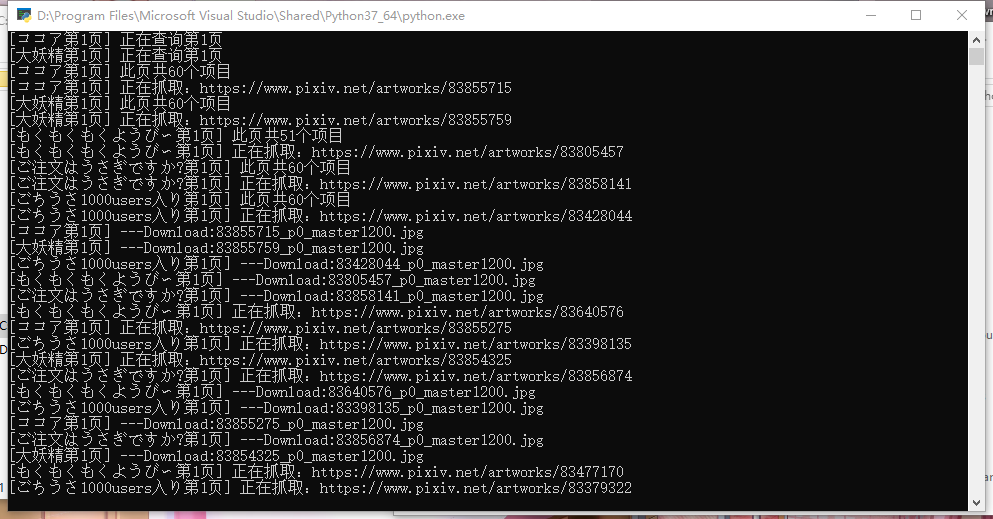 D:\Program Files\Microsoft Visual Studio\Shared\Python37_64\python.exe
[ココア第1页] 正在查询第1页
[大妖精第1页] 正在查询第1页
[ココア第1页] 此页共60个项目
[ココア第1页] 正在抓取：https://www.pixiv.net/artworks/83855715
[大妖精第1页] 此页共60个项目
[大妖精第1页] 正在抓取：https://www.pixiv.net/artworks/83855759
[もくもくもくようび～第1页] 此页共51个项目
[もくもくもくようび～第1页] 正在抓取：https://www.pixiv.net/artworks/83805457
[ご注文はうさぎですか?第1页] 此页共60个项目
[ご注文はうさぎですか?第1页] 正在抓取：https://www.pixiv.net/artworks/83858141
[ごちうさ1000users入り第1页] 此页共60个项目
[ごちうさ1000users入り第1页] 正在抓取：https://www.pixiv.net/artworks/83428044
[ココア第1页] ---Download:83855715_p0_master1200.jpg
[大妖精第1页] ---Download:83855759_p0_master1200.jpg
[ごちうさ1000users入り第1页] ---Download:83428044_p0_master1200.jpg
[もくもくもくようび～第1页] ---Download:83805457_p0_master1200.jpg
[ご注文はうさぎですか?第1页] ---Download:83858141_p0_master1200.jpg
[もくもくもくようび～第1页] 正在抓取：https://www.pixiv.net/artworks/83640576
[ココア第1页] 正在抓取：https://www.pixiv.net/artworks/83855275
[ごちうさ1000users入り第1页] 正在抓取：https://www.pixiv.net/artworks/83398135
[大妖精第1页] 正在抓取：https://www.pixiv.net/artworks/83854325
[ご注文はうさぎですか?第1页] 正在抓取：https://www.pixiv.net/artworks/83856874
[もくもくもくようび～第1页] ---Download:83640576_p0_master1200.jpg
[ごちうさ1000users入り第1页] ---Download:83398135_p0_master1200.jpg
[ココア第1页] ---Download:83855275_p0_master1200.jpg
[ご注文はうさぎですか?第1页] ---Download:83856874_p0_master1200.jpg
[大妖精第1页] ---Download:83854325_p0_master1200.jpg
[もくもくもくようび～第1页] 正在抓取：https://www.pixiv.net/artworks/83477170
[ごちうさ1000users入り第1页] 正在抓取：https://www.pixiv.net/artworks/83379322